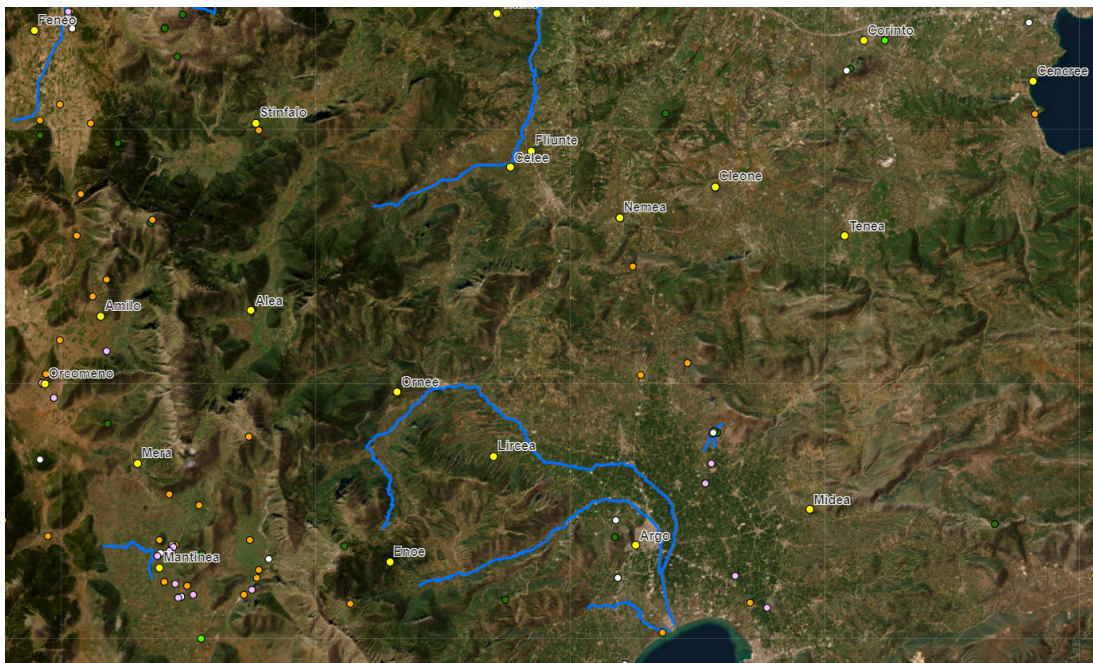 Feneo
Corinto
Cencree
Stinfalo
Fliunte
Celee
Cleone
Nemea
Tenea
Alea
Amilo
Orcomeno
Ornee
Lircea
Mera
Midea
Argo
Mantinea
Enoe